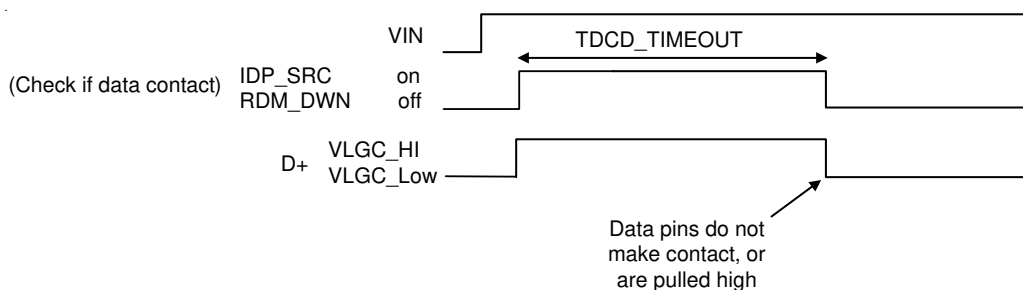 VIN
TDCD_TIMEOUT
(Check if data contact) IDP_SRC on
RDM_DWN off
D+ VLGC_HI
VLGC_Low
Data pins do not
make contact, or
are pulled high